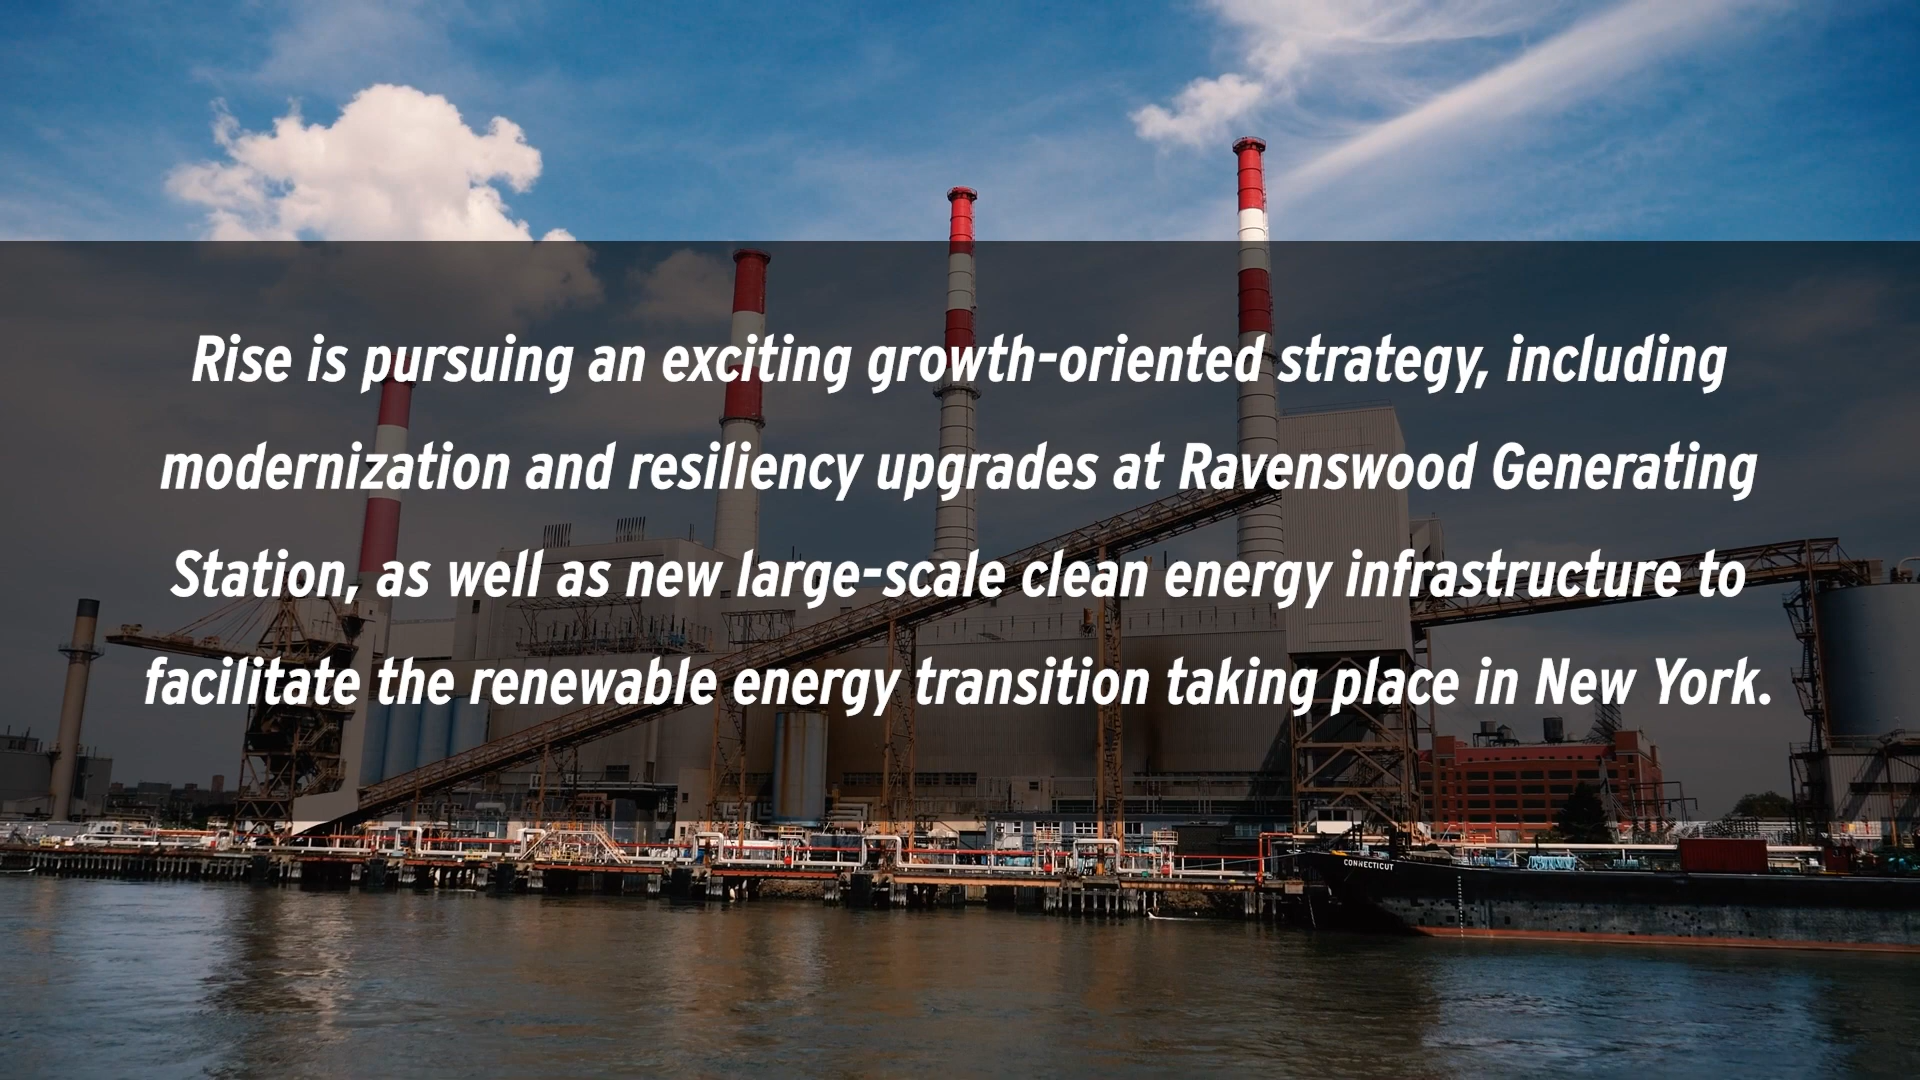 Rise is pursuing an exciting growth-oriented strategy, including
modernization and resiliency upgrades at Ravenswood Generating
Station, as well as new large-scale clean energy infrastructure to
facilitate the renewable energy transition taking place in New York.
CONNECTICUT